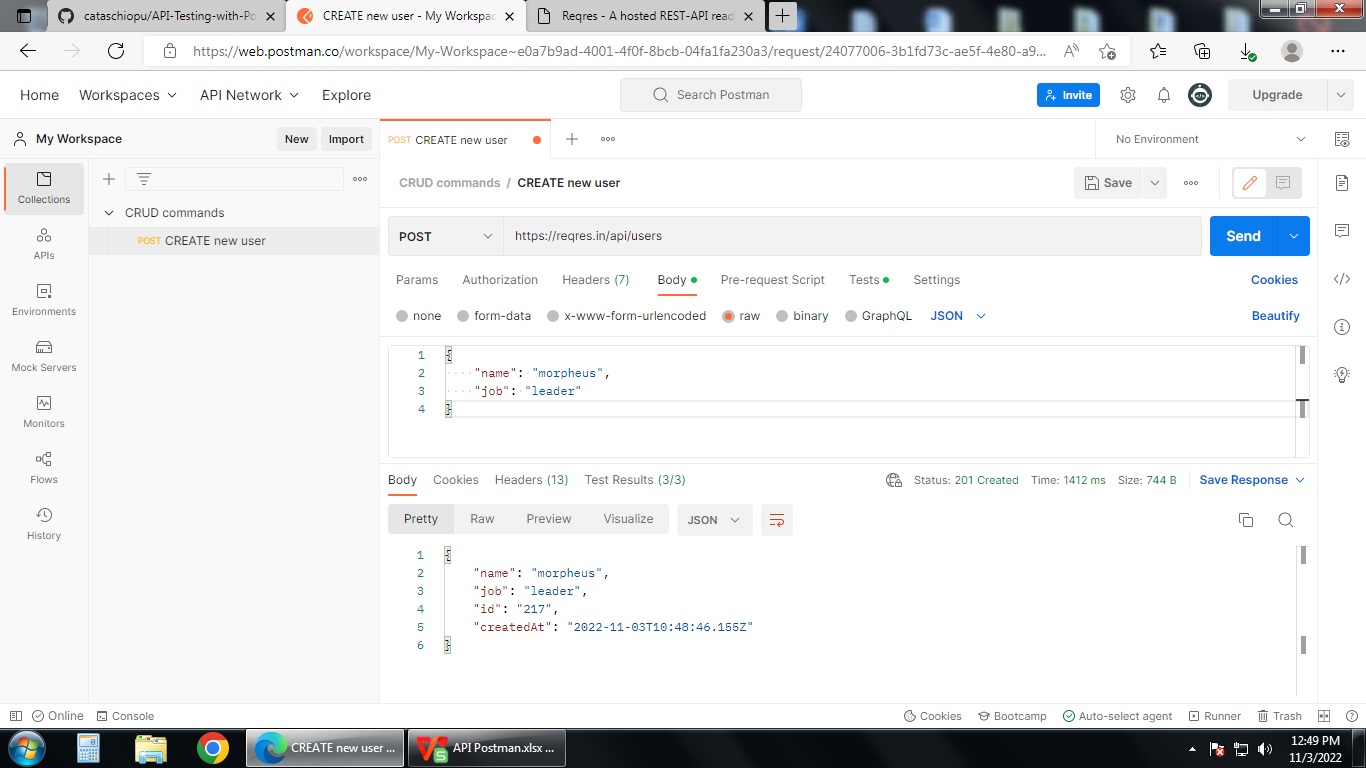 cataschiopu/API-Testing-with-Po
CREATE new user - My Workspac
Reqres - A hosted REST-API read
https://web.postman.co/workspace/My-Workspace~e0a7b9ad-4001-4f0f-8bcb-04fa1fa230a3/request/24077006-3b1fd73c-ae5f-4e80-a9...
Home Workspaces API Network Explore
Search Postman
Invite Upgrade
My Workspace New Import
POST CREATE new user
No Environment
Collections
APIs
Environments
Mock Servers
Monitors
Flows
History
CRUD commands
POST CREATE new user
CRUD commands / CREATE new user
Save
POST https://reqres.in/api/users
Send
Params Authorization Headers (7) Body Pre-request Script Tests Settings Cookies
none form-data x-www-form-urlencoded raw binary GraphQL JSON Beautify
1 {
2 "name": "morpheus",
3 "job": "leader"
4 }
Body Cookies Headers (13) Test Results (3/3) Status: 201 Created Time: 1412 ms Size: 744 B Save Response
Pretty Raw Preview Visualize JSON
1 {
2 "name": "morpheus",
3 "job": "leader",
4 "id": "217",
5 "createdAt": "2022-11-03T10:48:46.155Z"
6 }
Online Console Cookies Bootcamp Auto-select agent Runner Trash
CREATE new user ...
API Postman.xlsx ...
12:49 PM
11/3/2022